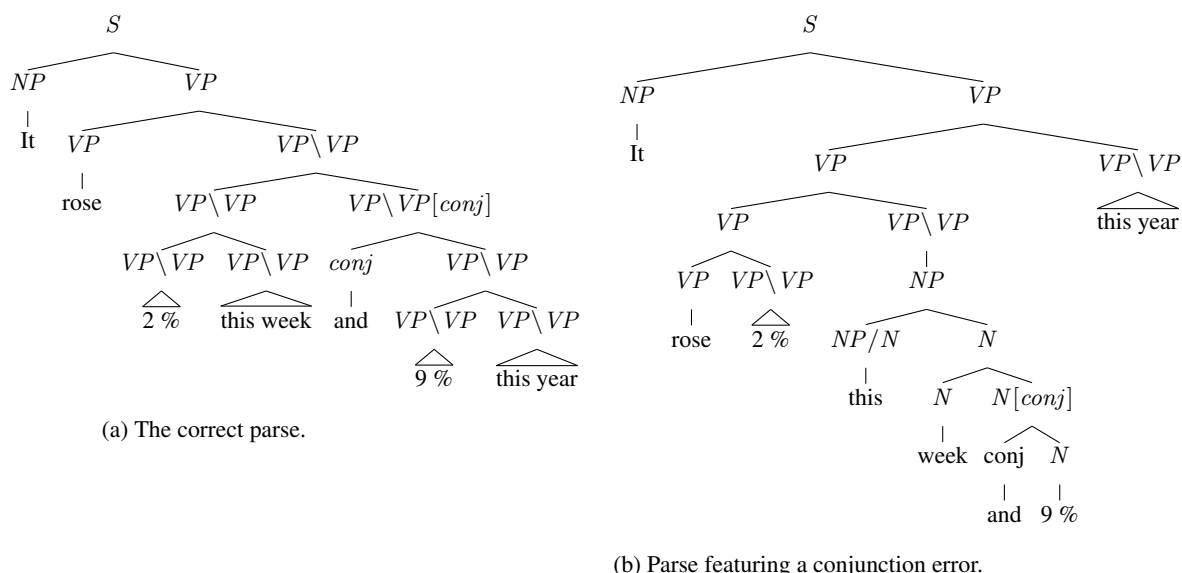 S
NP VP
It VP VP\VP
rose VP\VP VP\VP[conj]
VP\VP VP\VP conj VP\VP
2 % this week and VP\VP VP\VP
9 % this year
(a) The correct parse.
S
NP VP
It VP VP\VP
VP VP\VP this year
VP VP\VP NP
rose 2 % NP/N N
this N N[conj]
week conj N
and 9 %
(b) Parse featuring a conjunction error.